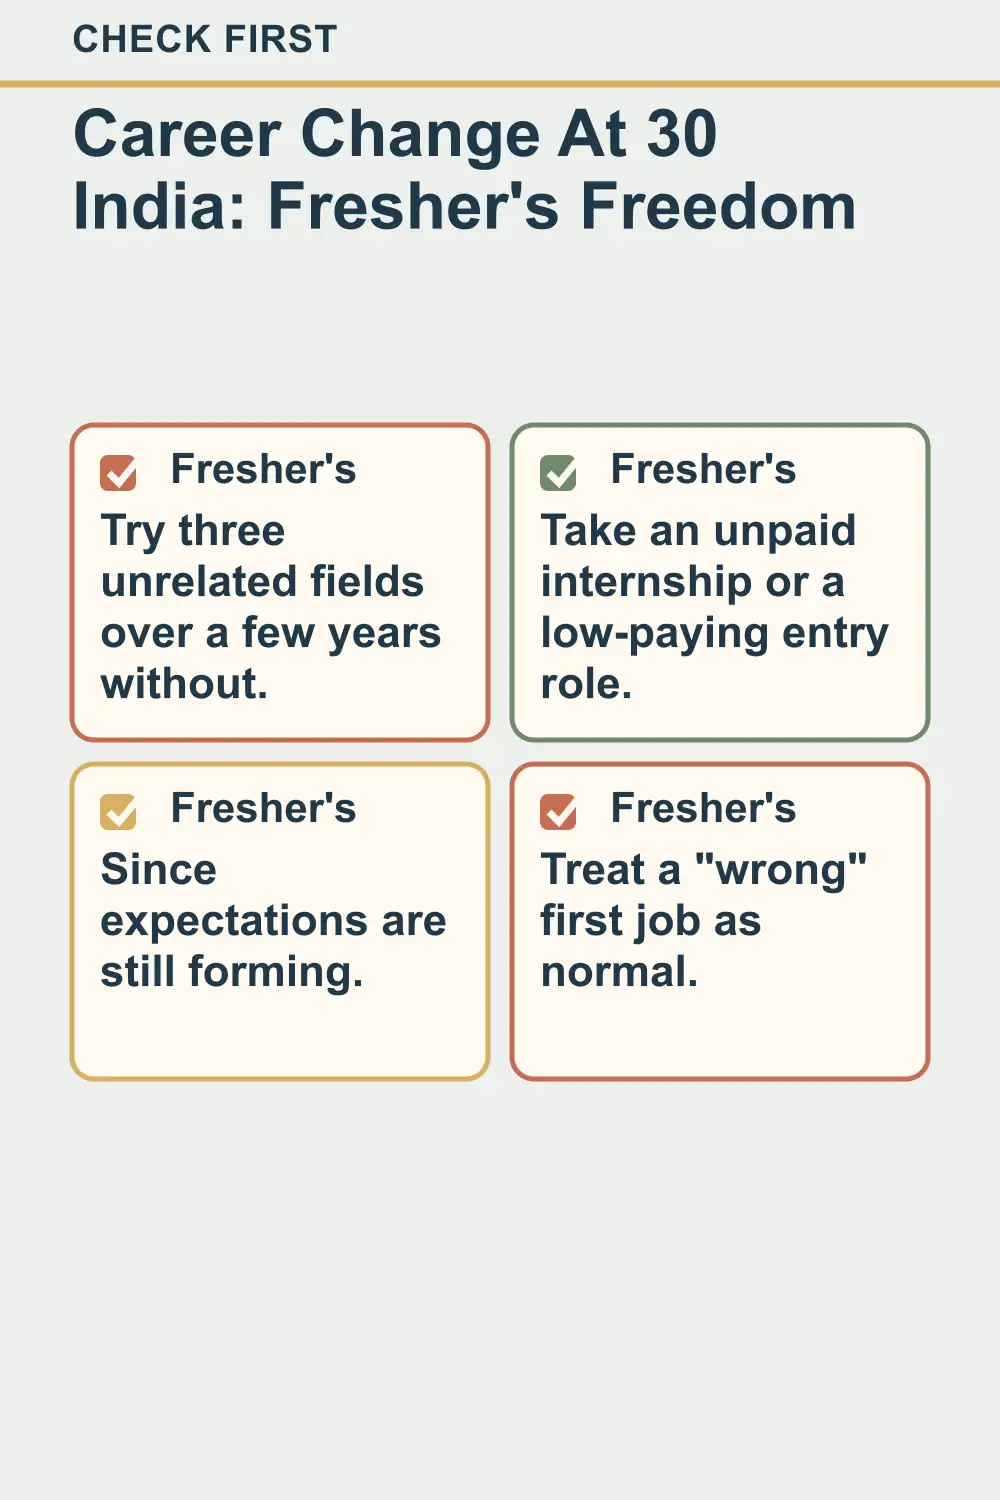 CHECK FIRST
Career Change At 30
India: Fresher's Freedom
Fresher's
Try three
unrelated fields
over a few years
without.
Fresher's
Take an unpaid
internship or a
low-paying entry
role.
Fresher's
Since
expectations are
still forming.
Fresher's
Treat a "wrong"
first job as
normal.